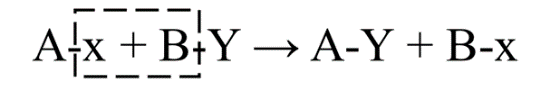 A-x + B-Y → A-Y + B-x